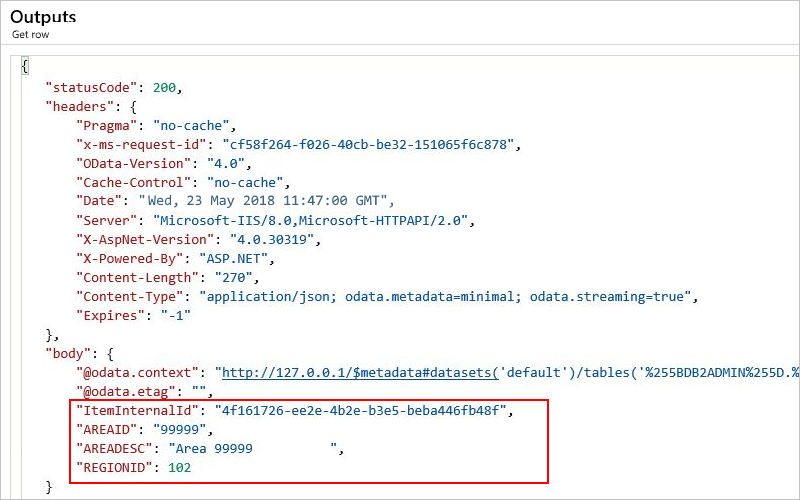 Outputs
Get row
{
"statusCode": 200,
"headers": {
"Pragma": "no-cache",
"x-ms-request-id": "cf58f264-f026-40cb-be32-151065f6c878",
"OData-Version": "4.0",
"Cache-Control": "no-cache",
"Date": "Wed, 23 May 2018 11:47:00 GMT",
"Server": "Microsoft-IIS/8.0,Microsoft-HTTPAPI/2.0",
"X-AspNet-Version": "4.0.30319",
"X-Powered-By": "ASP.NET",
"Content-Length": "270",
"Content-Type": "application/json; odata.metadata=minimal; odata.streaming=true",
"Expires": "-1"
},
"body": {
"@odata.context": "http://127.0.0.1/$metadata#datasets('default')/tables('%255BDB2ADMIN%255D.%
"@odata.etag": "",
"ItemInternalId": "4f161726-ee2e-4b2e-b3e5-beba446fb48f",
"AREAID": "99999",
"AREADESC": "Area 99999          ",
"REGIONID": 102
}